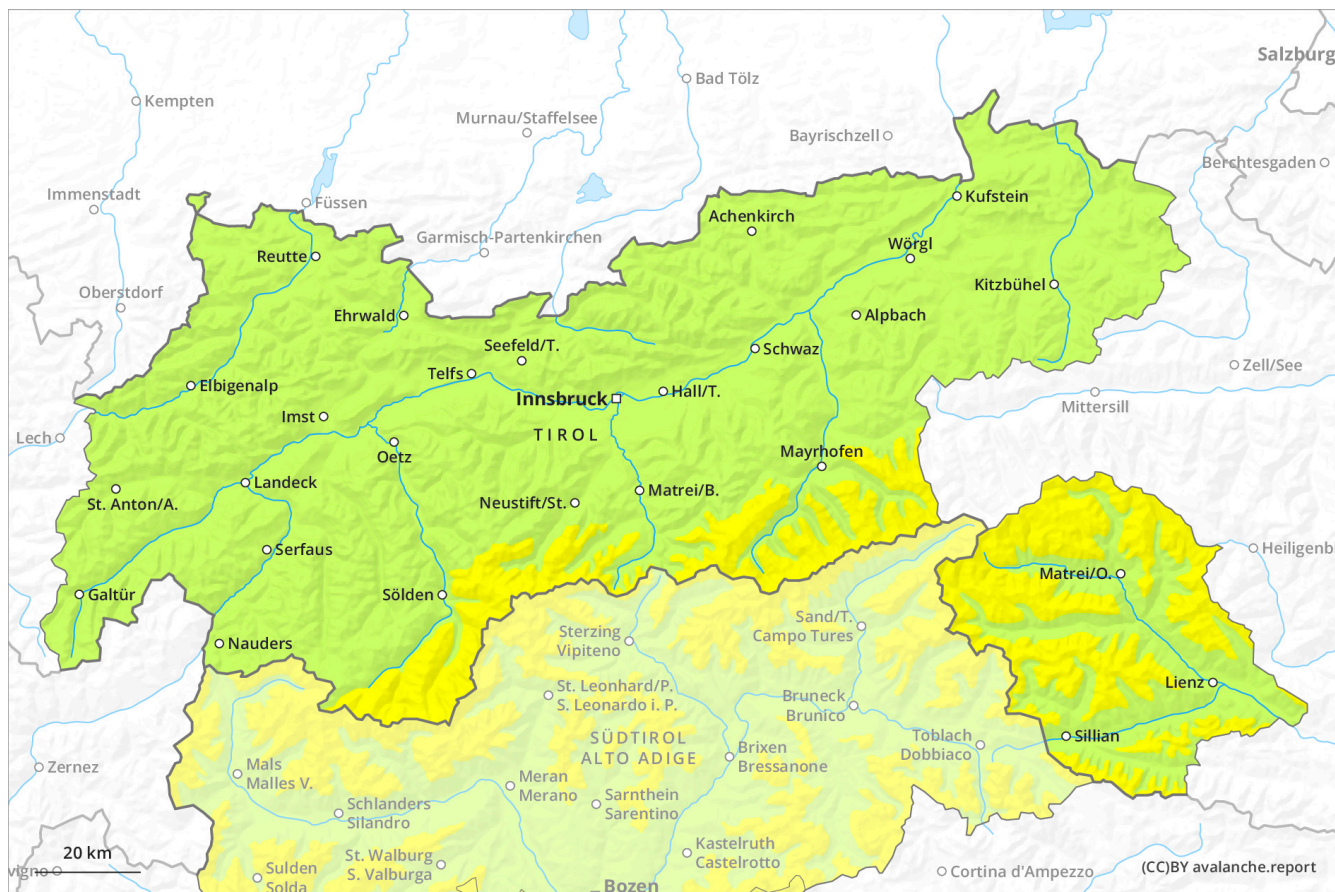 Salzburg
Bad Tölz
Kempten
Murnau/Staffelsee
Bayrischzell
Berchtesgaden
Immenstadt
Füssen
Kufstein
Achenkirch
Garmisch-Partenkirchen
Wörgl
Reutte
Kitzbühel
Oberstdorf
Ehrwald
Alpbach
Seefeld/T.
Schwaz
Zell/See
Telfs
Elbigenalp
Hall/T.
Innsbruck
Mittersill
Imst
TIROL
Lech
Oetz
Mayrhofen
Landeck
Matrei/B.
St. Anton/A.
Neustift/St.
Serfaus
Heiligenb
Matrei/O.
Galtür
Sölden
Sand/T.
Campo Tures
Sterzing
Vipiteno
Nauders
Lienz
St. Leonhard/P.
S. Leonardo i. P.
Bruneck
Brunico
Toblach
Dobbiaco
Sillian
SÜDTIROL
ALTO ADIGE
Brixen
Bressanone
Zernez
Mals
Malles V.
Meran
Merano
Sarnthein
Sarentino
Schlanders
Silandro
Kastelruth
Castelrotto
20 km
St. Walburg
S. Valburga
vigno
Sulden
Solda
Cortina d'Ampezzo
(CC)BY avalanche.report
Bozen